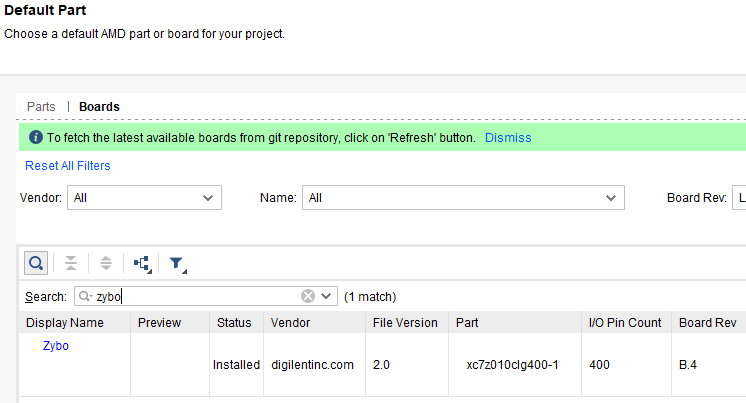 Default Part
Choose a default AMD part or board for your project.
Parts | Boards
To fetch the latest available boards from git repository, click on 'Refresh' button. Dismiss
Reset All Filters
Vendor: All Name: All Board Rev: L
Search: zybo (1 match)
Display Name Preview Status Vendor File Version Part I/O Pin Count Board Rev
Zybo
Installed digilentinc.com 2.0 xc7z010clg400-1 400 B.4